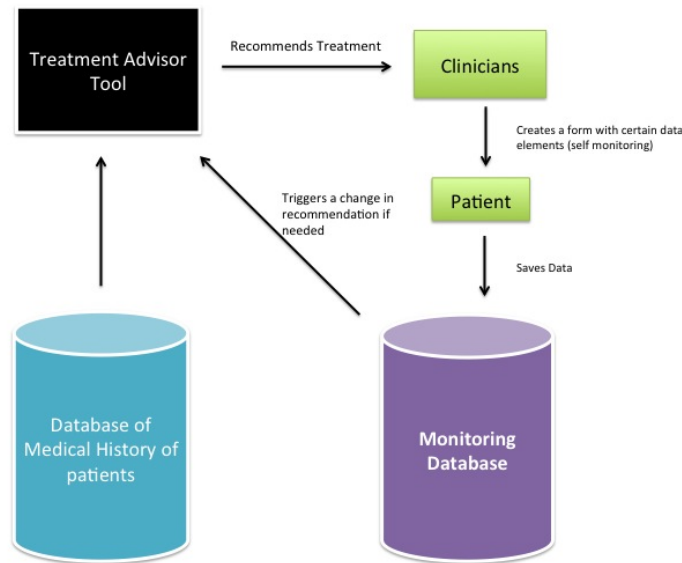 Treatment Advisor
Tool
Recommends Treatment
Clinicians
Creates a form with certain data
elements (self monitoring)
Patient
Triggers a change in
recommendation if
needed
Saves Data
Database of
Medical History of
patients
Monitoring
Database